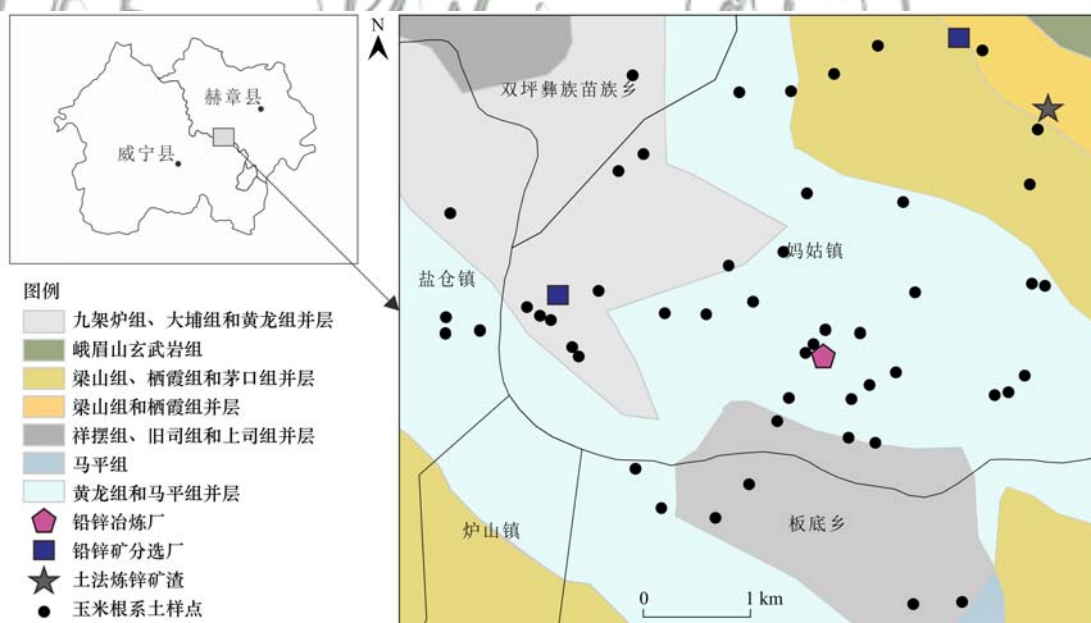 N
赫章县
威宁县
双坪彝族苗族乡
妈姑镇
盐仓镇
炉山镇
板底乡
0 1 km
图例
九架炉组、大埔组和黄龙组并层
峨眉山玄武岩组
梁山组、栖霞组和茅口组并层
梁山组和栖霞组并层
祥摆组、旧司组和上司组并层
马平组
黄龙组和马平组并层
铅锌冶炼厂
铅锌矿分选厂
土法炼锌矿渣
玉米根系土样点